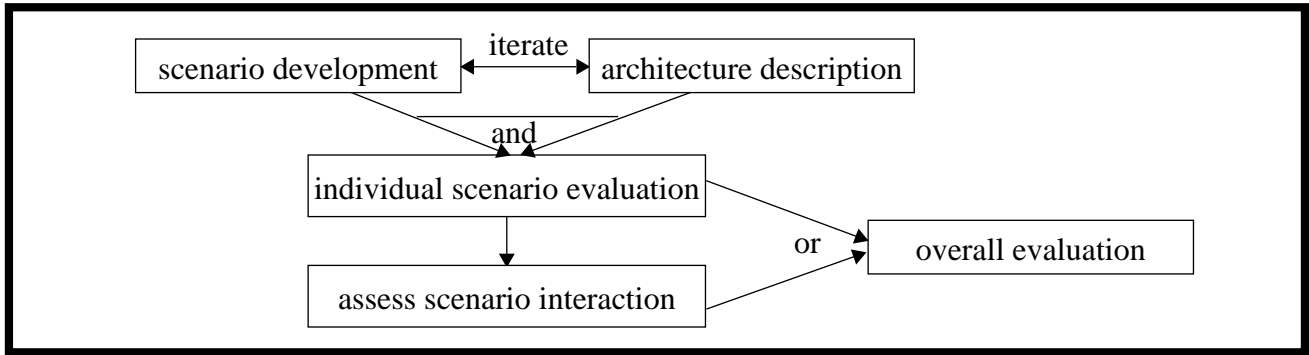 iterate
scenario development
architecture description
and
individual scenario evaluation
or
overall evaluation
assess scenario interaction